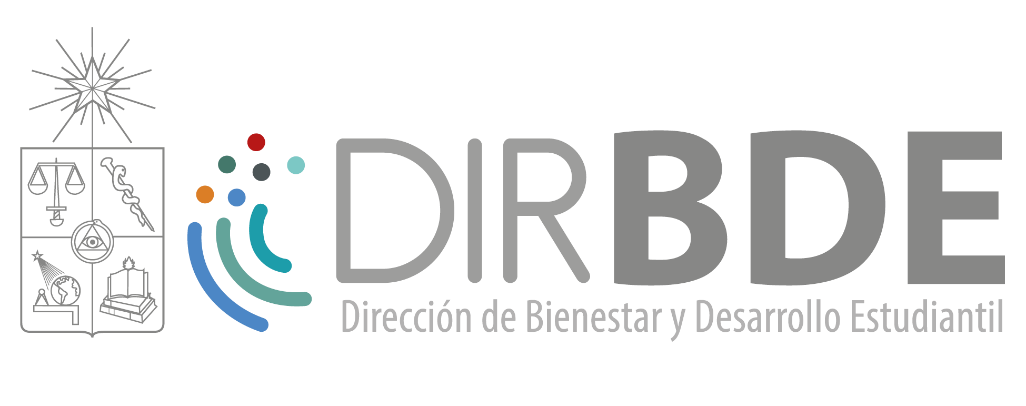 DIRBDE
Dirección de Bienestar y Desarrollo Estudiantil